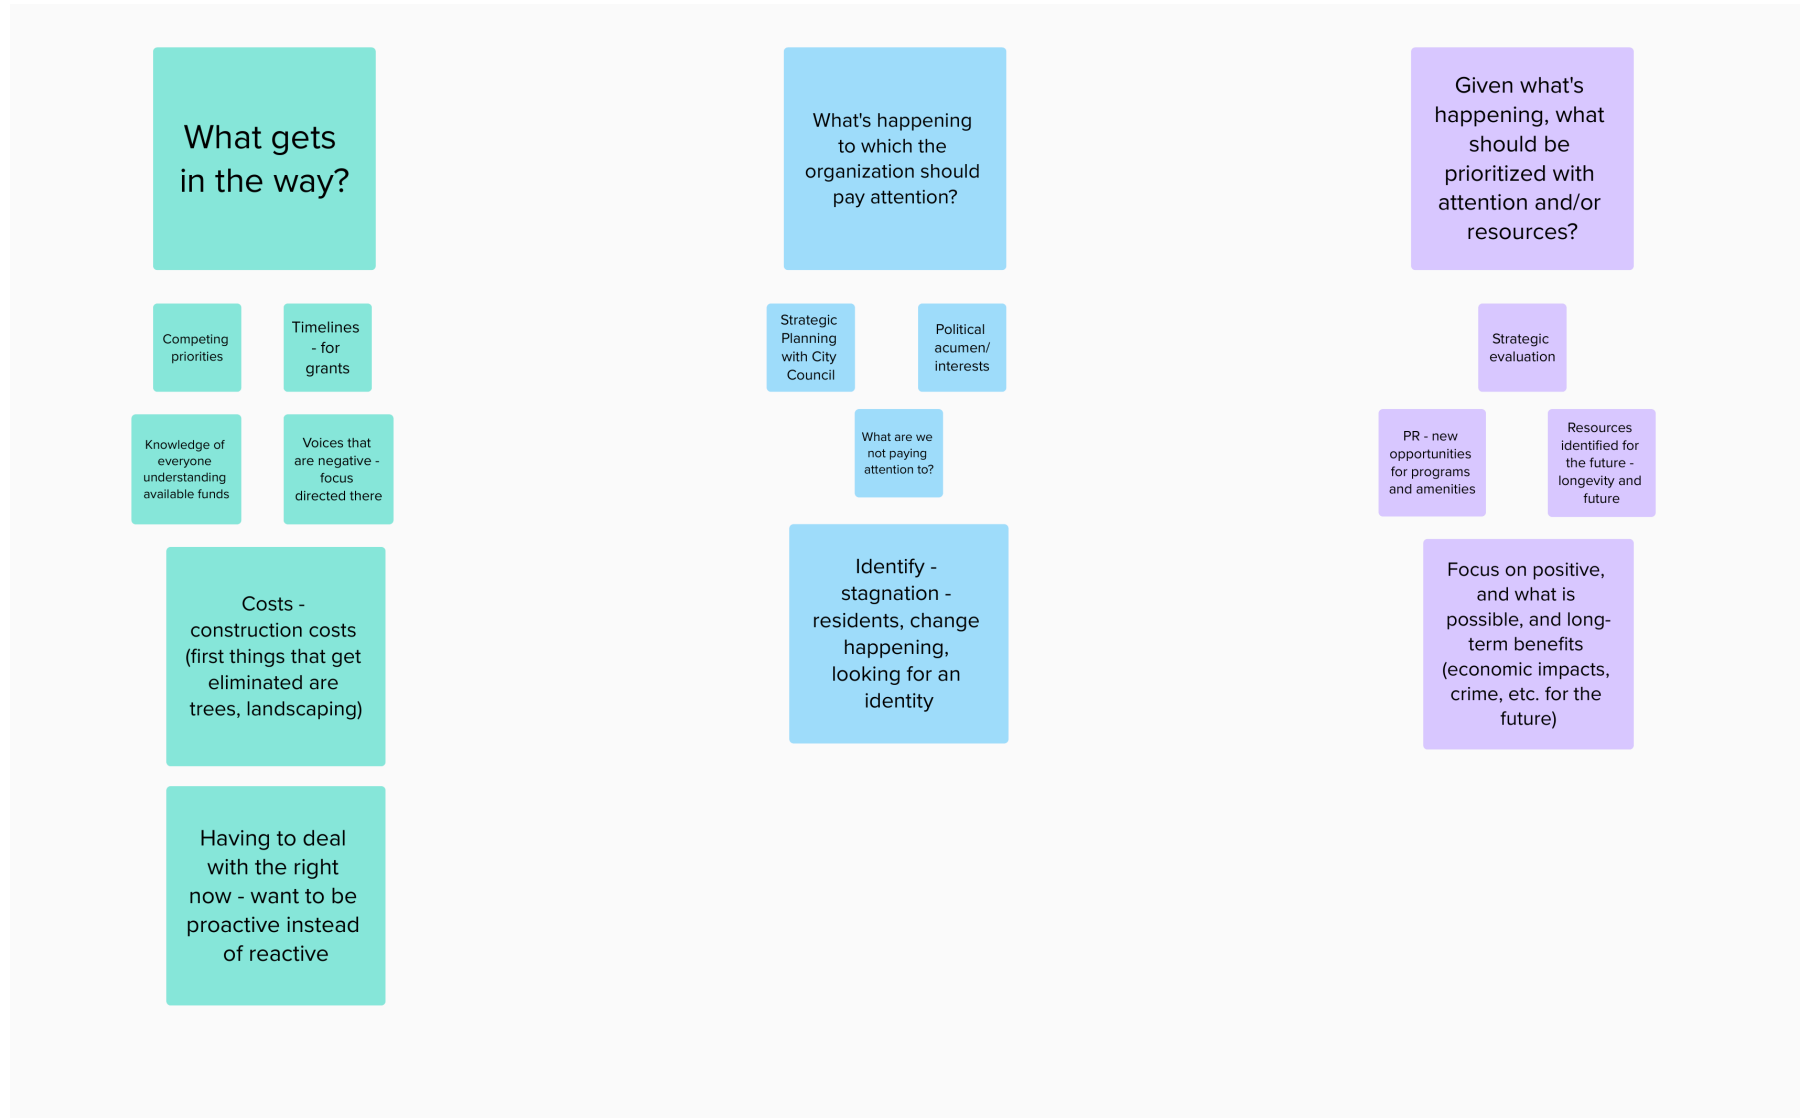 What gets
in the way?
What's happening
to which the
organization should
pay attention?
Given what's
happening, what
should be
prioritized with
attention and/or
resources?
Competing
priorities
Timelines
- for
grants
Knowledge of
everyone
understanding
available funds
Voices that
are negative -
focus
directed there
Costs -
construction costs
(first things that get
eliminated are
trees, landscaping)
Having to deal
with the right
now - want to be
proactive instead
of reactive
Strategic
Planning
with City
Council
Political
acumen/
interests
What are we
not paying
attention to?
Identify -
stagnation -
residents, change
happening,
looking for an
identity
Strategic
evaluation
PR - new
opportunities
for programs
and amenities
Resources
identified for
the future -
longevity and
future
Focus on positive,
and what is
possible, and long-
term benefits
(economic impacts,
crime, etc. for the
future)